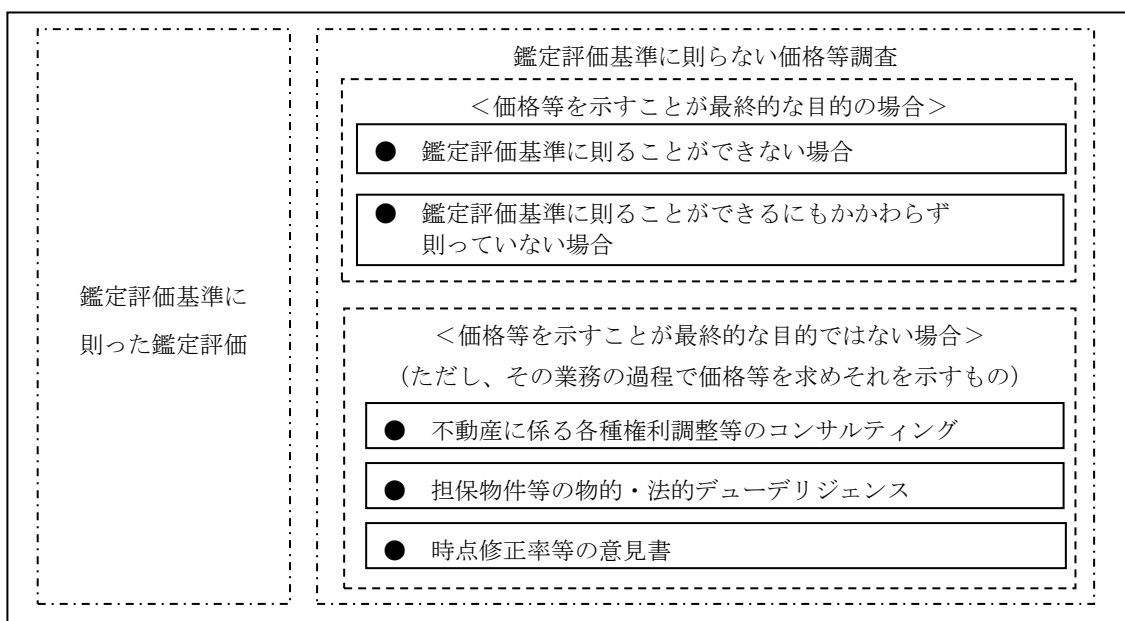 鑑定評価基準に
則った鑑定評価
鑑定評価基準に則らない価格等調査
＜価格等を示すことが最終的な目的の場合＞
● 鑑定評価基準に則ることができない場合
● 鑑定評価基準に則ることができるにもかかわらず
則っていない場合
＜価格等を示すことが最終的な目的ではない場合＞
（ただし、その業務の過程で価格等を求めそれを示すもの）
● 不動産に係る各種権利調整等のコンサルティング
● 担保物件等の物的・法的デューデリジェンス
● 時点修正率等の意見書